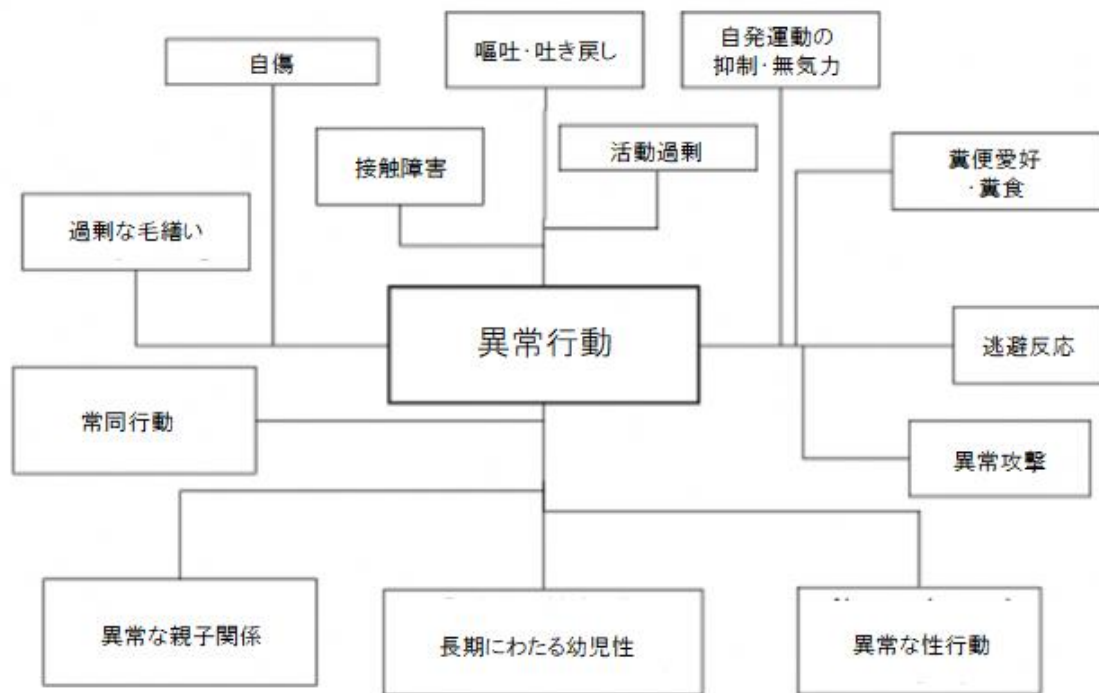 自傷
嘔吐・吐き戻し
自発運動の
抑制・無気力
接触障害
活動過剰
糞便愛好
・糞食
過剰な毛繕い
異常行動
逃避反応
常同行動
異常攻撃
異常な親子関係
長期にわたる幼児性
異常な性行動